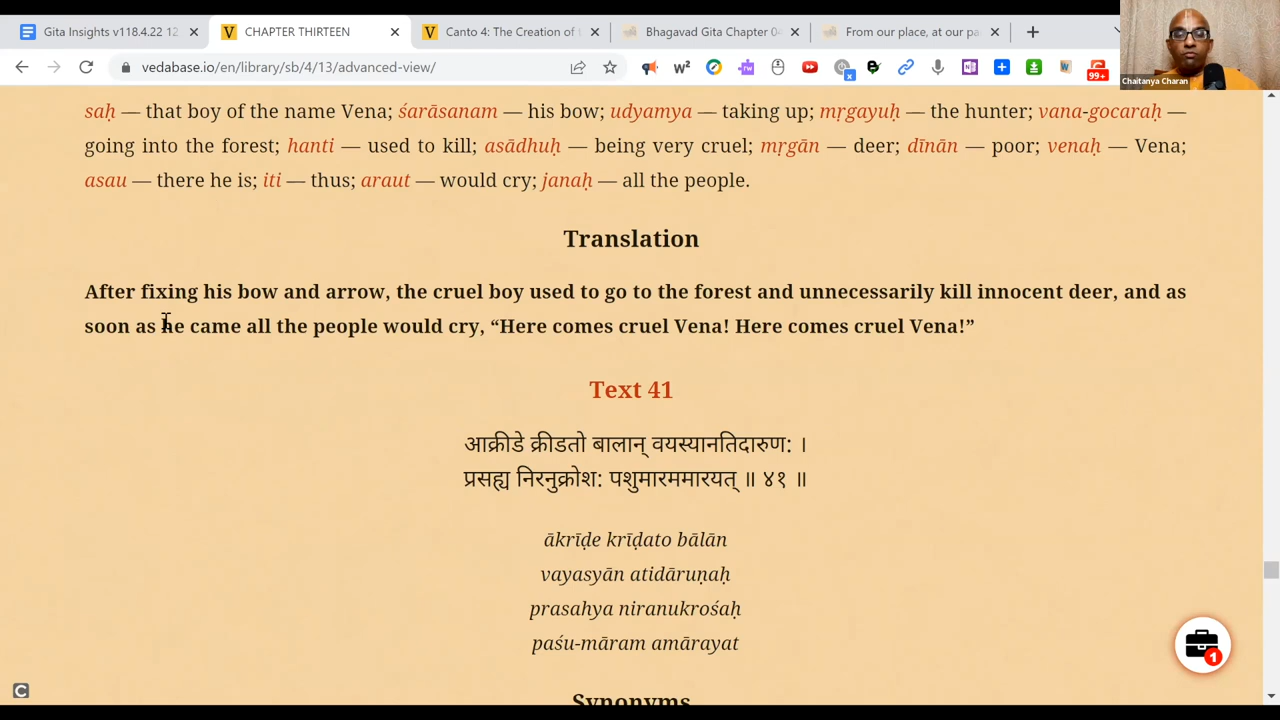 Gita Insights v118.4.22 12
CHAPTER THIRTEEN
Canto 4: The Creation of
Bhagavad Gita Chapter 04
From our place, at our pa
vedabase.io/en/library/sb/4/13/advanced-view/
99+
Chaitanya Charan
saḥ — that boy of the name Vena; śarāsanam — his bow; udyamya — taking up; mṛgayuḥ — the hunter; vana-gocaraḥ —
going into the forest; hanti — used to kill; asādhuḥ — being very cruel; mṛgān — deer; dīnān — poor; venaḥ — Vena;
asau — there he is; iti — thus; araut — would cry; janaḥ — all the people.
Translation
After fixing his bow and arrow, the cruel boy used to go to the forest and unnecessarily kill innocent deer, and as
soon as he came all the people would cry, “Here comes cruel Vena! Here comes cruel Vena!”
Text 41
आक्रीडे क्रीडतो बालान् वयस्यानतिदारुण: ।
प्रसह्य निरनुक्रोश: पशुमारममारयत् ॥ ४१ ॥
ākrīḍe krīḍato bālān
vayasyān atidāruṇaḥ
prasahya niranukrośaḥ
paśu-māram amārayat
1
Synonyms